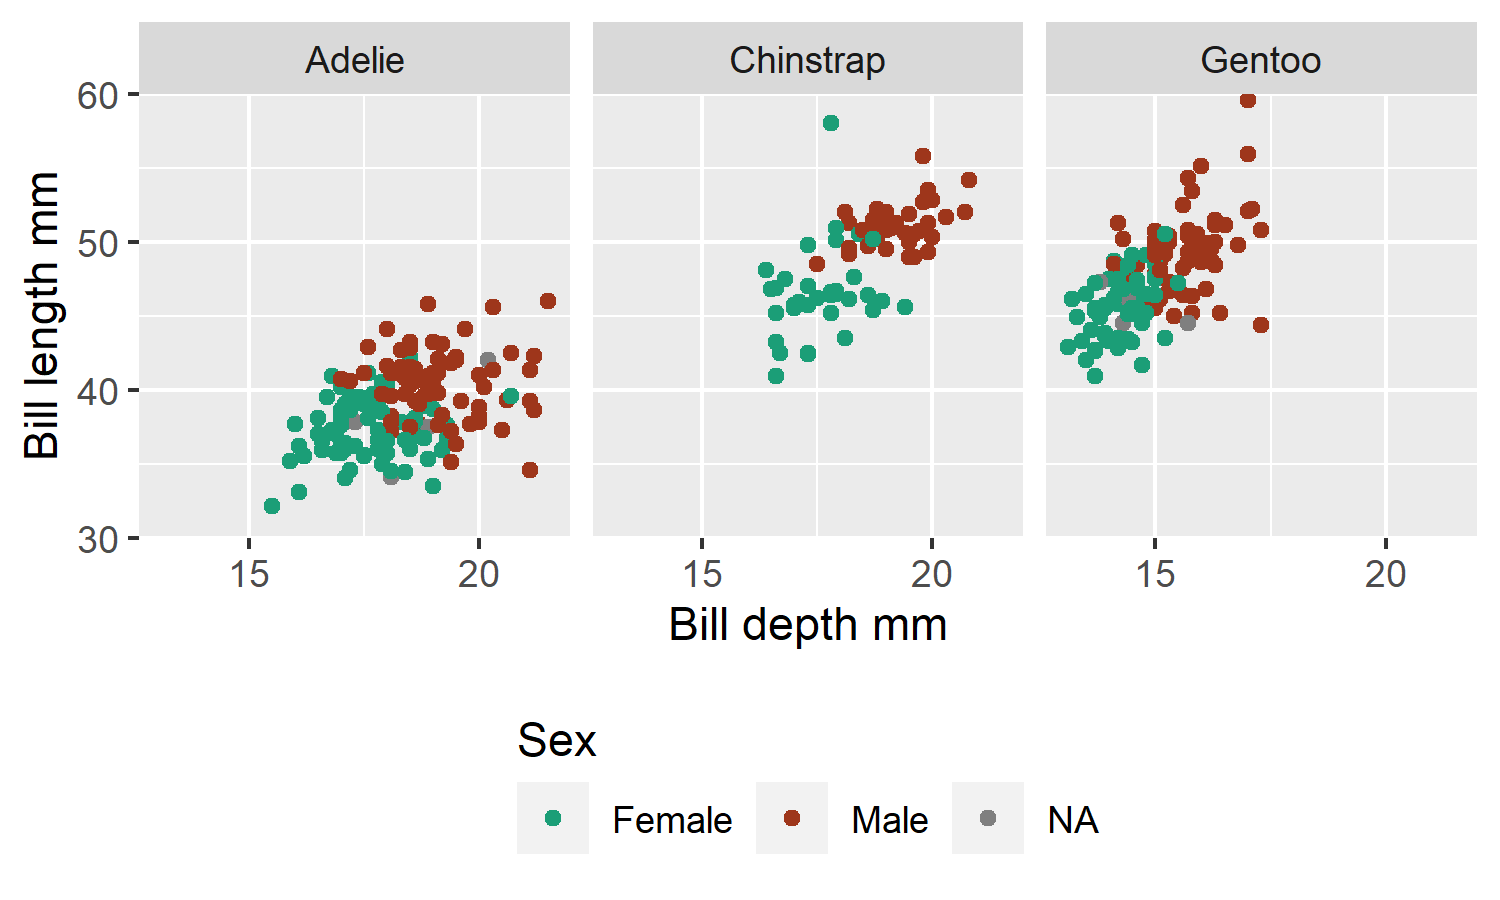 Adelie Chinstrap Gentoo
60
50
40
30
Bill length mm
15 20 15 20 15 20
Bill depth mm
Sex
Female Male NA